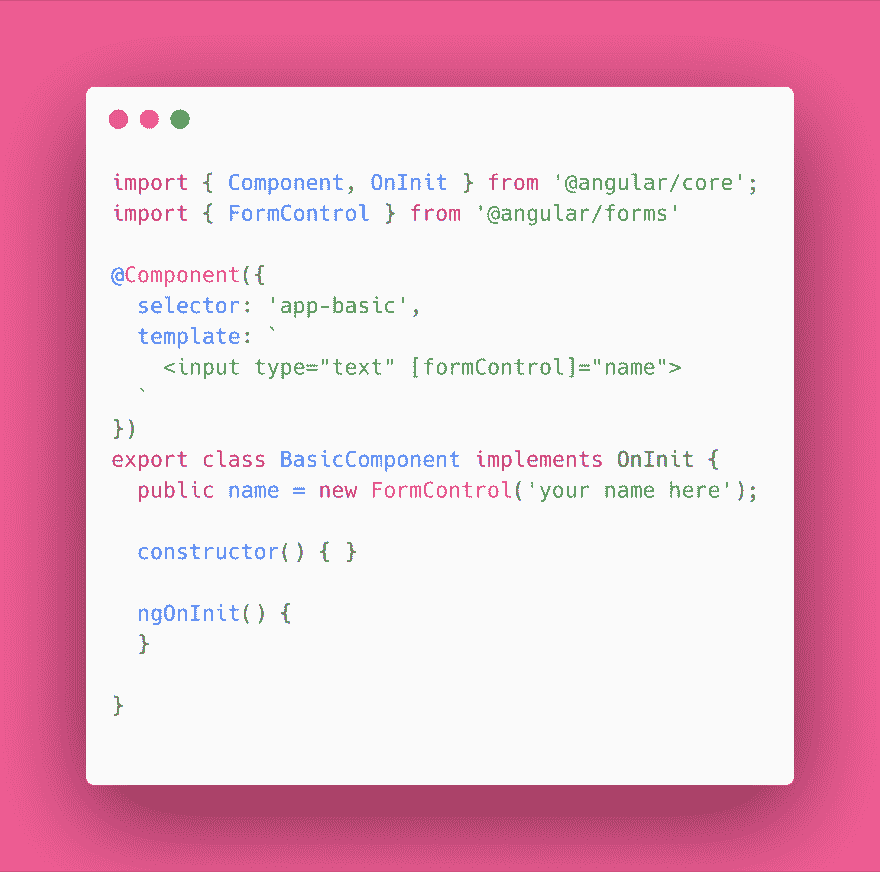 import { Component, OnInit } from '@angular/core';
import { FormControl } from '@angular/forms'
@Component({
  selector: 'app-basic',
  template: `
    <input type="text" [formControl]="name">
  `
})
export class BasicComponent implements OnInit {
  public name = new FormControl('your name here');
  constructor() { }
  ngOnInit() {
  }
}